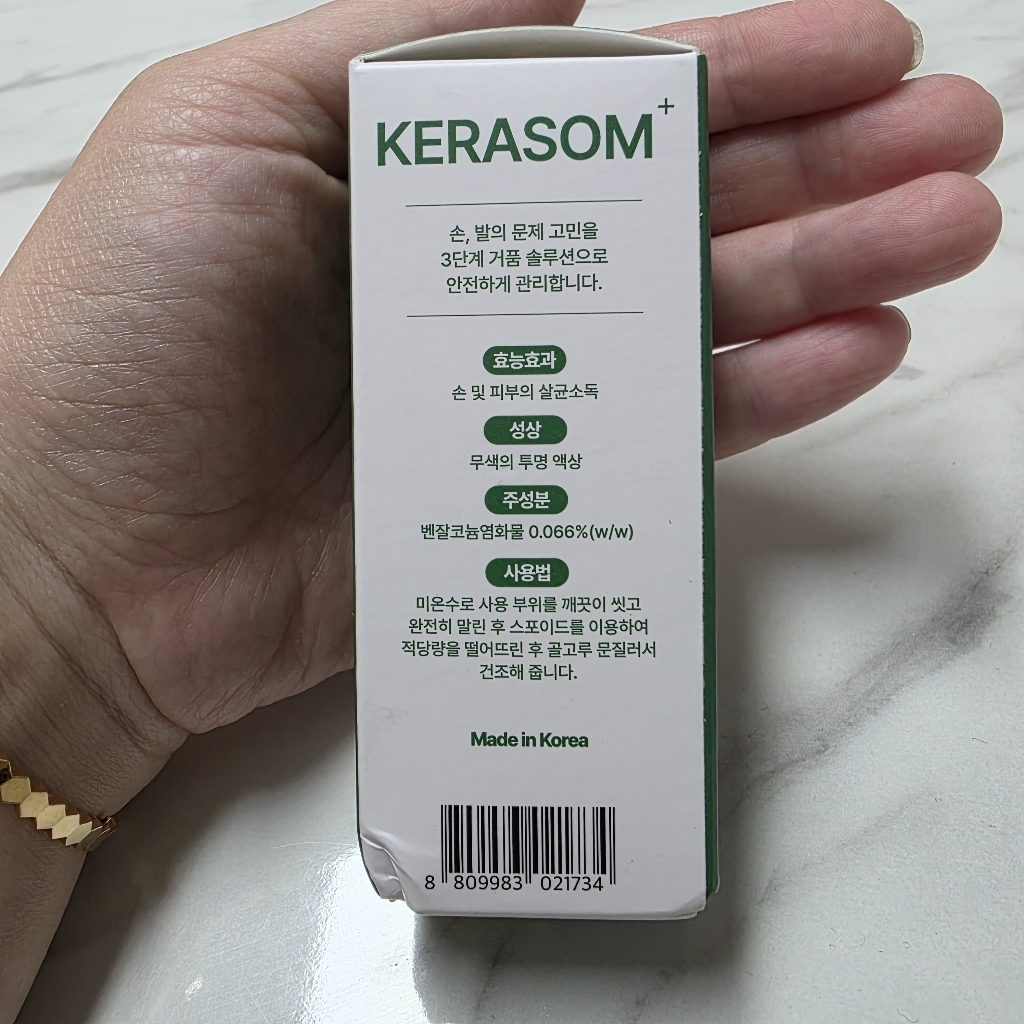 KERASOM+
손, 발의 문제 고민을
3단계 거품 솔루션으로
안전하게 관리합니다.
효능효과
손 및 피부의 살균소독
성상
무색의 투명 액상
주성분
벤잘코늄염화물 0.066%(w/w)
사용법
미온수로 사용 부위를 깨끗이 씻고
완전히 말린 후 스포이드를 이용하여
적당량을 떨어뜨린 후 골고루 문질러서
건조해 줍니다.
Made in Korea
8 809983 021734